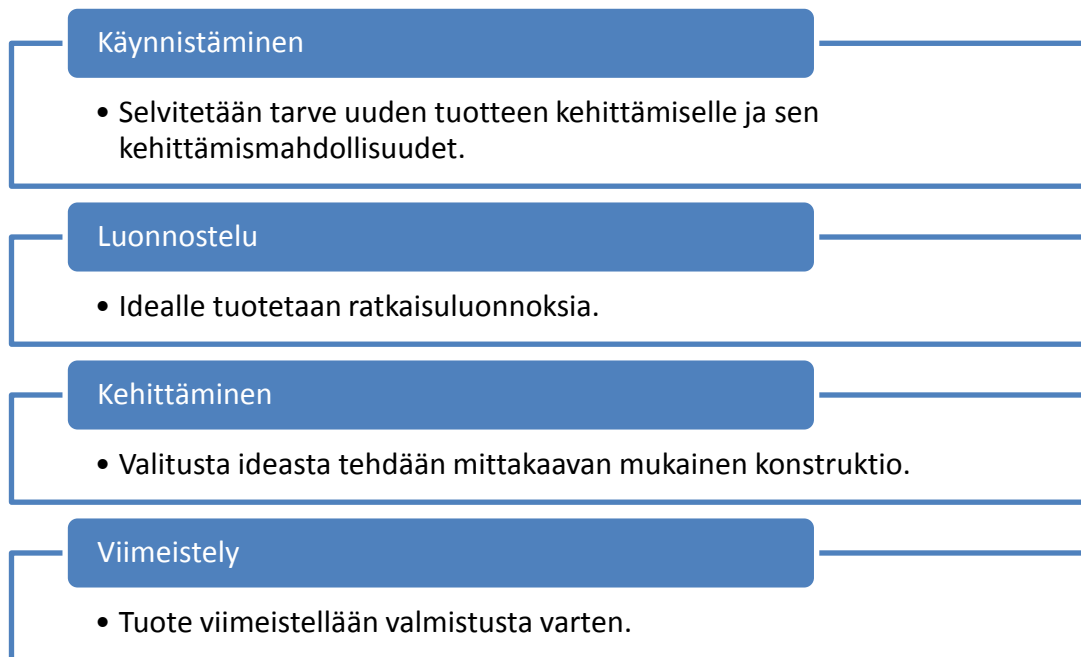 Käynnistäminen
• Selvitetään tarve uuden tuotteen kehittämiselle ja sen
kehittämismahdollisuudet.
Luonnostelu
• Idealle tuotetaan ratkaisuluonnoksia.
Kehittäminen
• Valitusta ideasta tehdään mittakaavan mukainen konstruktio.
Viimeistely
• Tuote viimeistellään valmistusta varten.